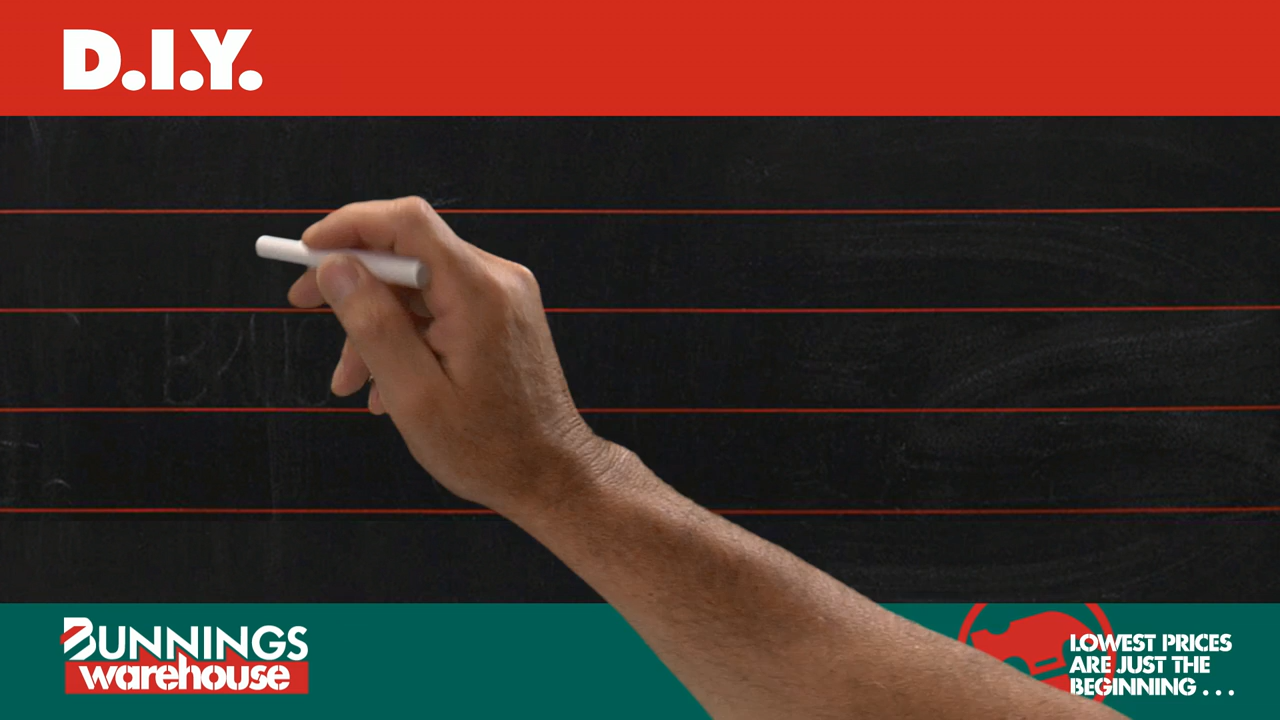 D.I.Y.
BUNNINGS
warehouse
LOWEST PRICES
ARE JUST THE
BEGINNING . . .